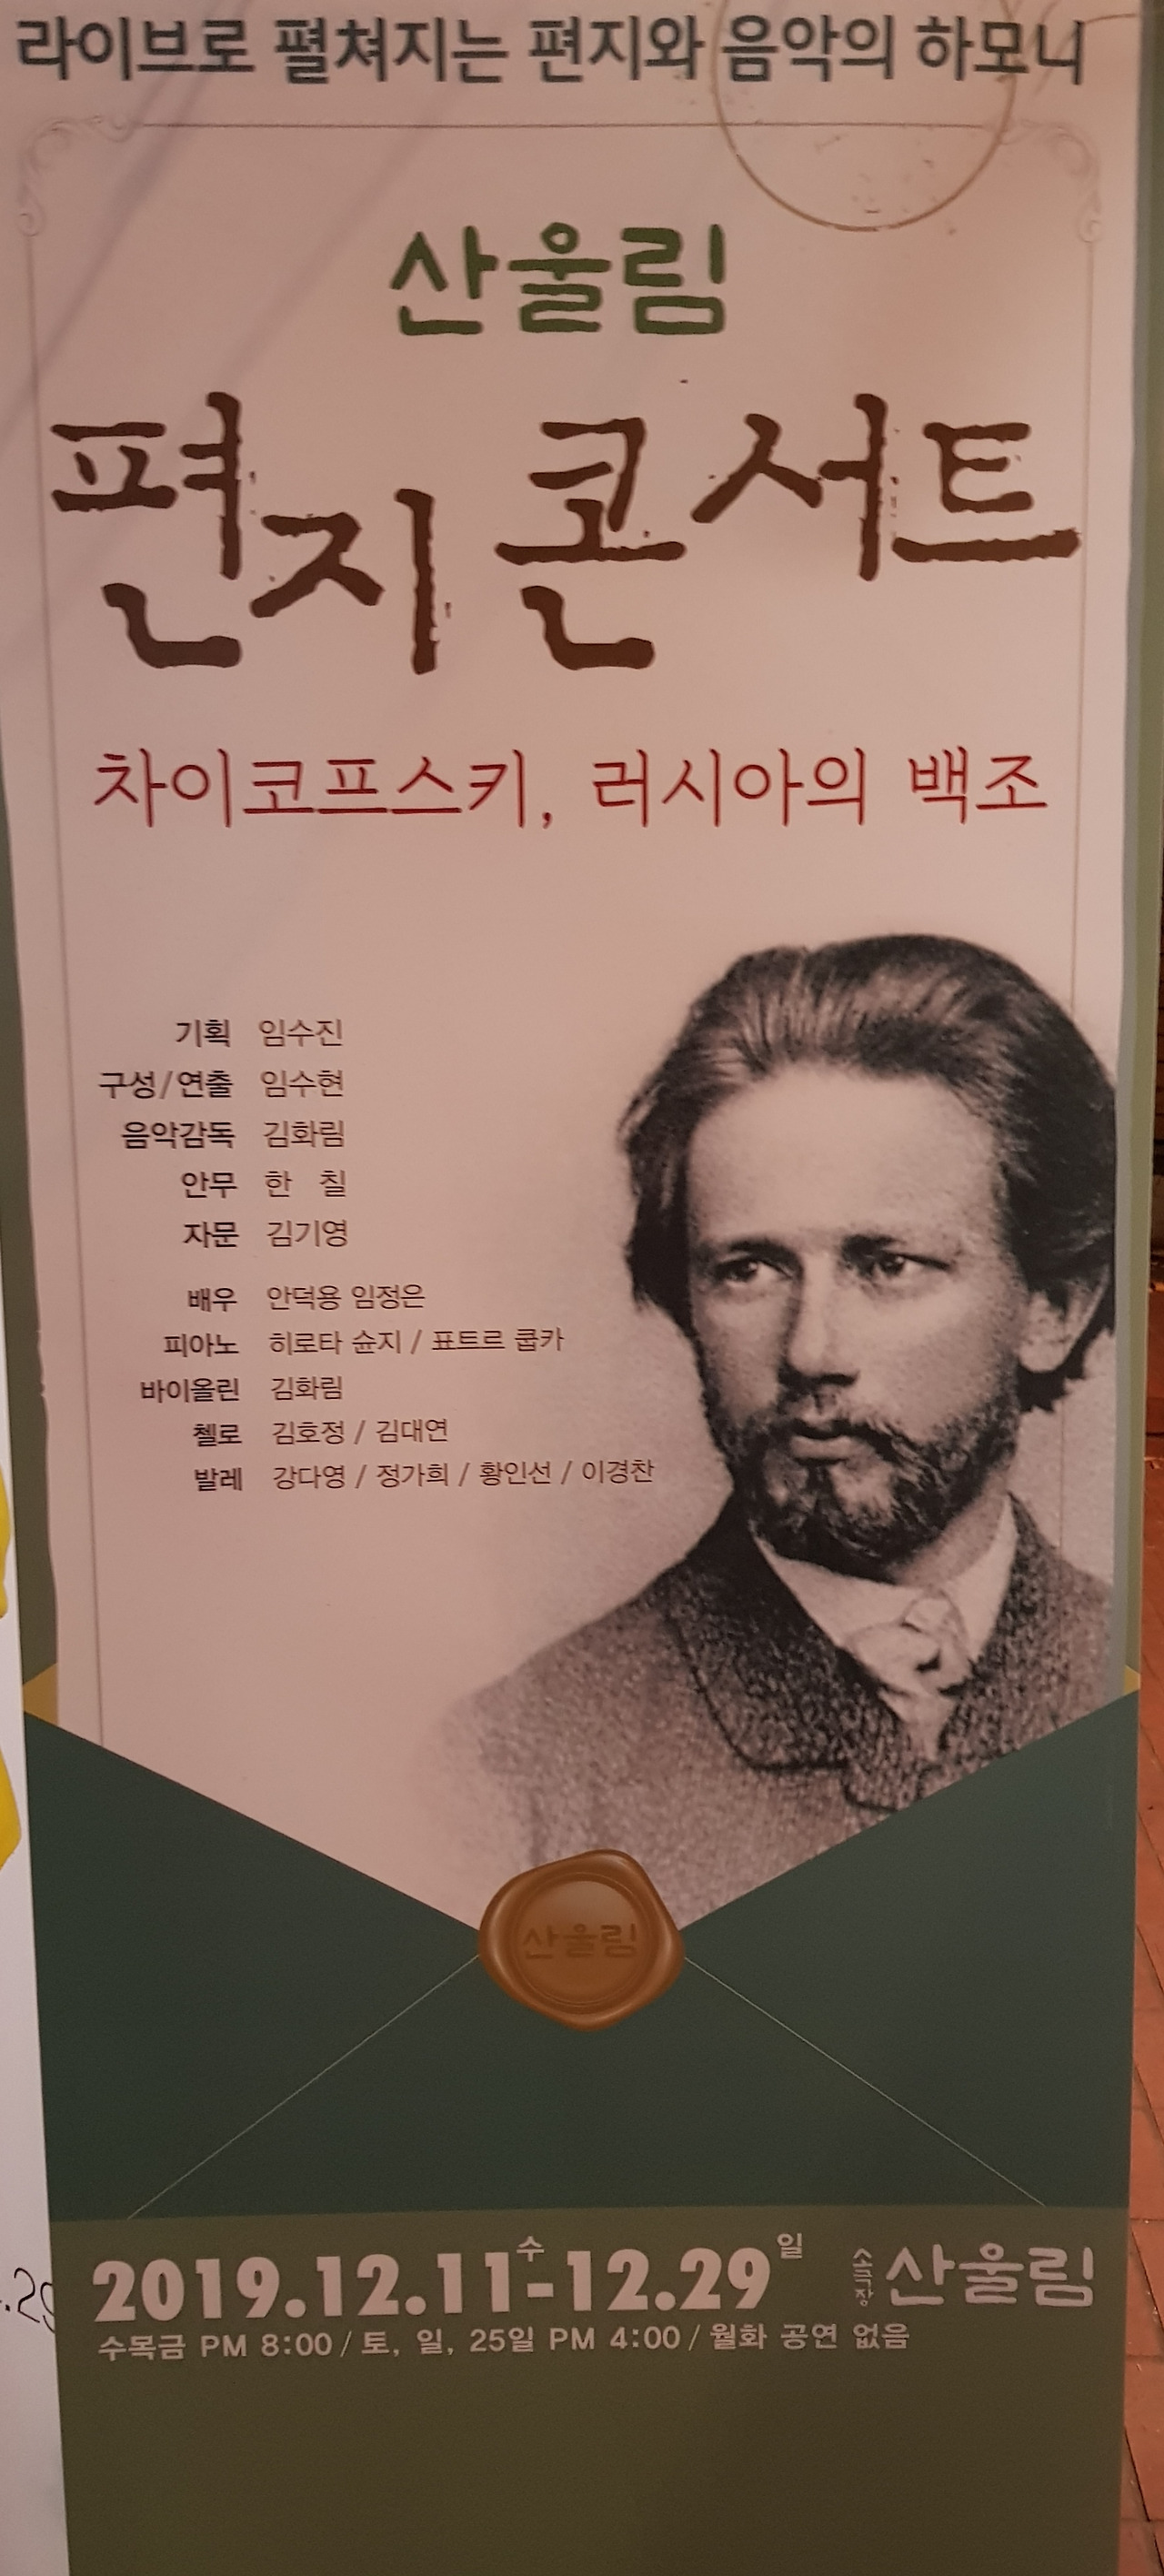 라이브로 펼쳐지는 편지와 음악의 하모니
산울림
편지 콘서트
차이코프스키, 러시아의 백조
기획 임수진
구성/연출 임수현
음악감독 김화림
안무 한 칠
자문 김기영
배우 안덕용 임정은
피아노 히로타 슌지 / 표트르 쿱카
바이올린 김화림
첼로 김호정 / 김대연
발레 강다영 / 정가희 / 황인선 / 이경찬
산울림
2019.12.11수-12.29일 소극장 산울림
수목금 PM 8:00 / 토, 일, 25일 PM 4:00 / 월화 공연 없음